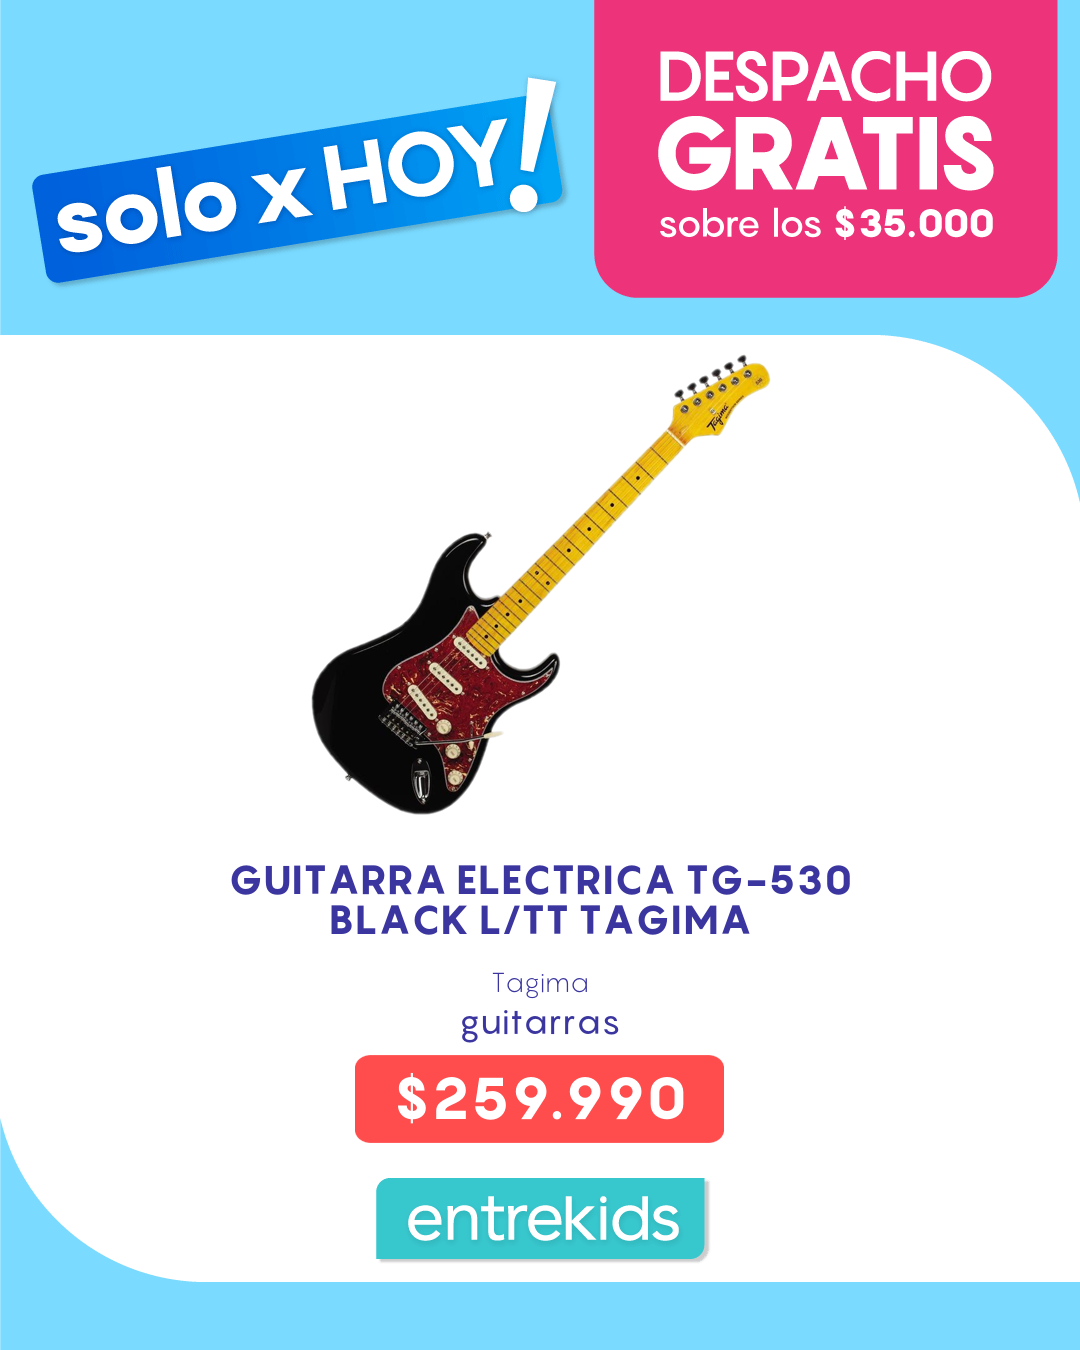 solo x HOY!
DESPACHO
GRATIS
sobre los $35.000
Tagima
GUITARRA ELECTRICA TG-530
BLACK L/TT TAGIMA
Tagima
guitarras
$259.990
entrekids